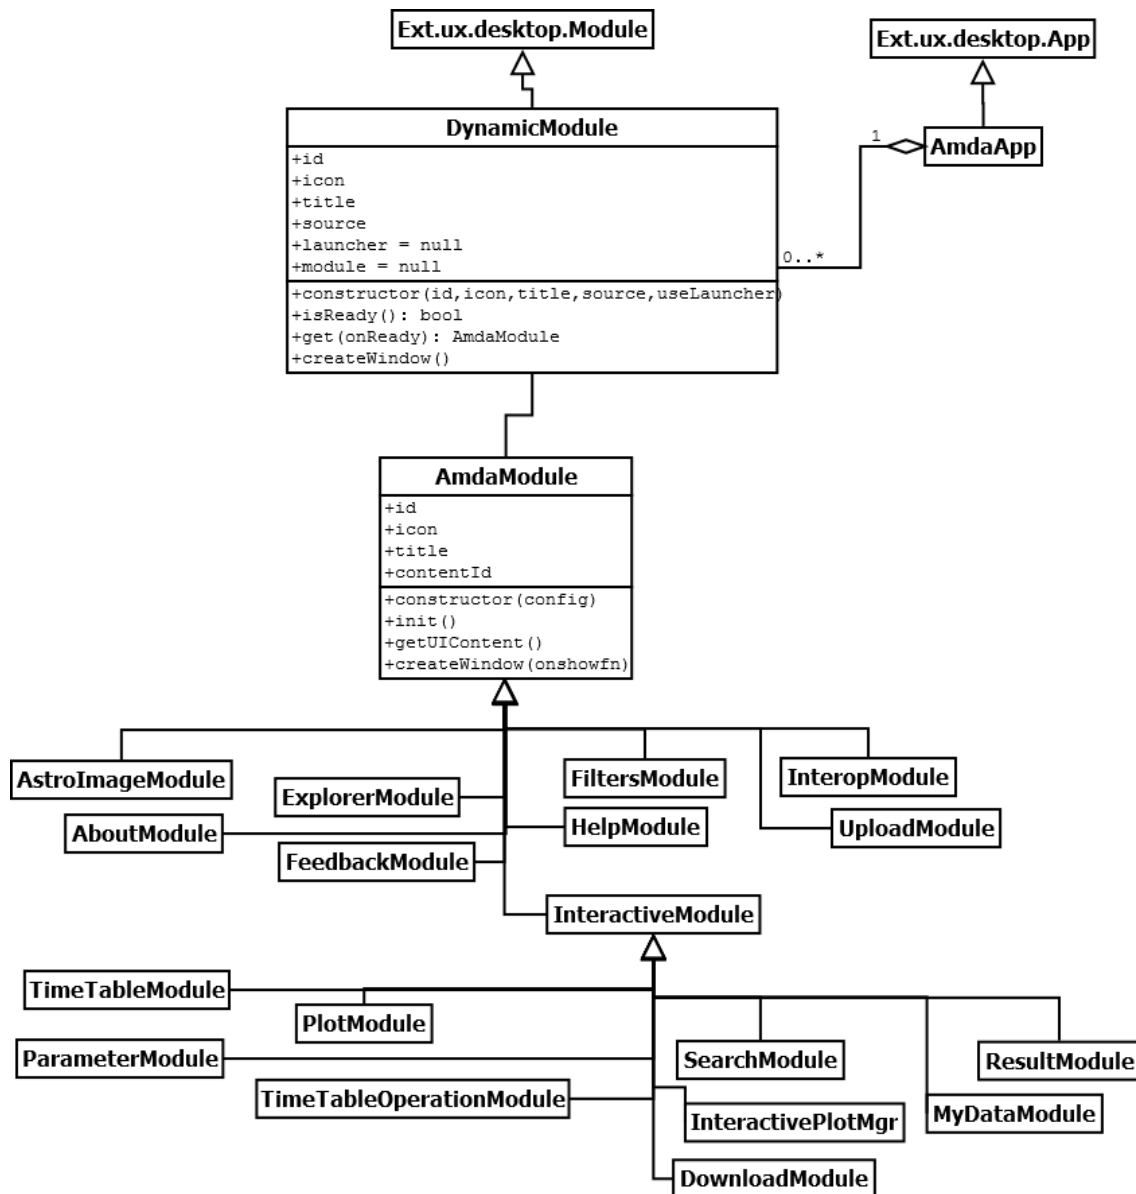 Ext.ux.desktop.Module
Ext.ux.desktop.App
DynamicModule
+id
+icon
+title
+source
+launcher = null
+module = null
+constructor(id,icon,title,source,useLauncher)
+isReady(): bool
+get(onReady): AmdaModule
+createWindow()
1
AmdaApp
0..*
AmdaModule
+id
+icon
+title
+contentId
+constructor(config)
+init()
+getUIContent()
+createWindow(onshowfn)
AstroImageModule
FiltersModule
InteropModule
ExplorerModule
AboutModule
HelpModule
UploadModule
FeedbackModule
InteractiveModule
TimeTableModule
PlotModule
ParameterModule
SearchModule
ResultModule
TimeTableOperationModule
InteractivePlotMgr
MyDataModule
DownloadModule